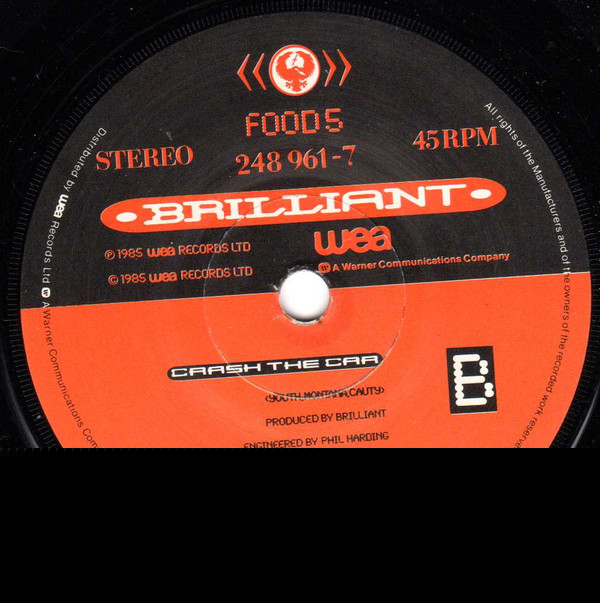 FOOD 5
STEREO
248 961-7
45 RPM
BRILLIANT
℗ 1985 wea RECORDS LTD
© 1985 wea RECORDS LTD
wea
A Warner Communications Company
CRASH THE CAR
<YOUTH,MONTANA,CAUTY>
PRODUCED BY BRILLIANT
ENGINEERED BY PHIL HARDING
B
Distributed by wea Records Ltd A Warner Communications Com
All rights of the Manufacturers and of the owners of the recorded work reserve